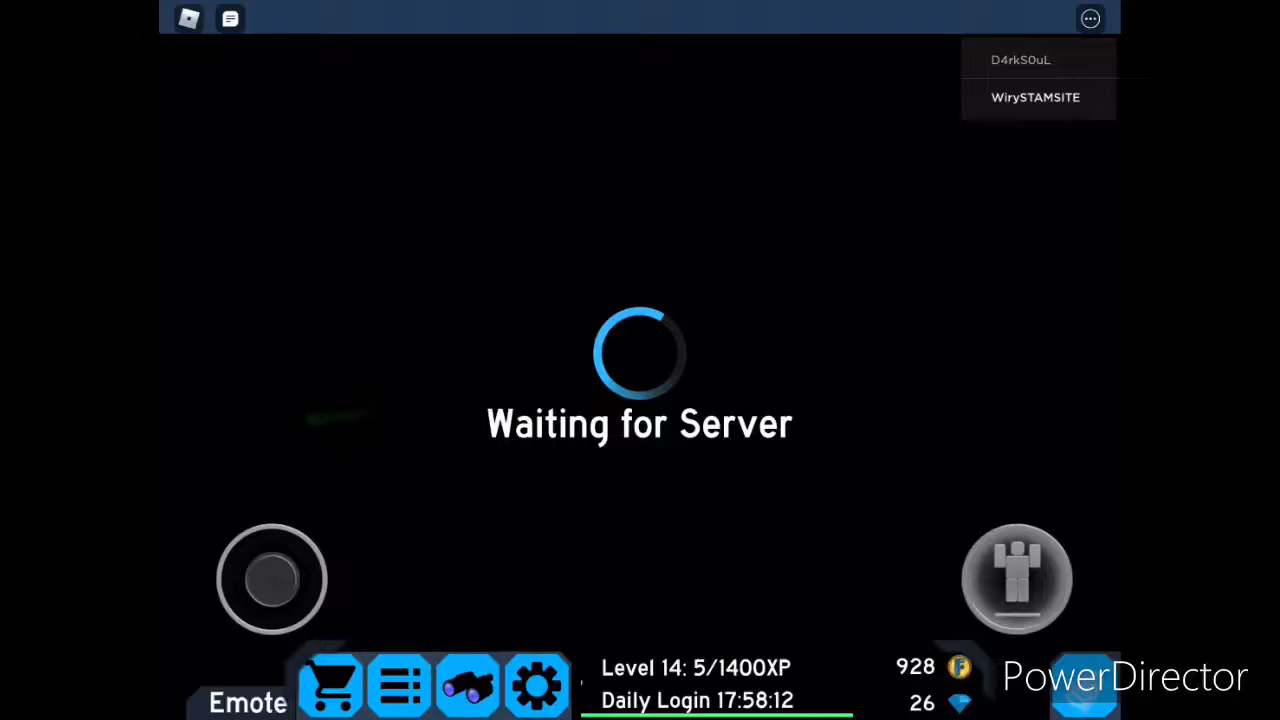 D4rkS0uL
WirySTAMSITE
Waiting for Server
Level 14: 5/1400XP
928
Daily Login 17:58:12
26
Emote
PowerDirector